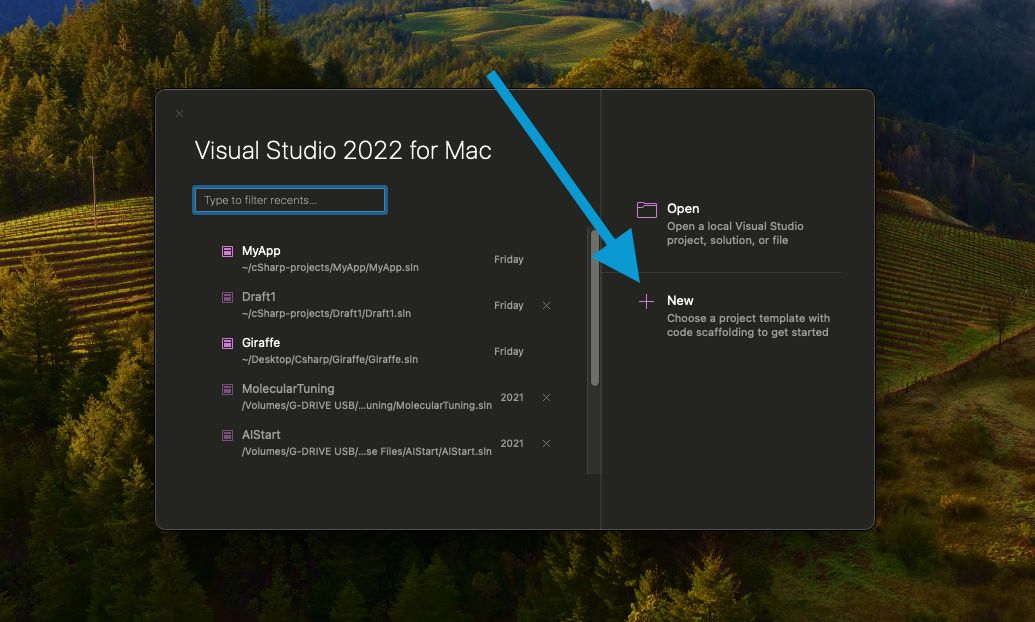 Visual Studio 2022 for Mac
Type to filter recents...
MyApp
~/cSharp-projects/MyApp/MyApp.sln
Friday
Draft1
~/cSharp-projects/Draft1/Draft1.sln
Friday
Giraffe
~/Desktop/Csharp/Giraffe/Giraffe.sln
Friday
MolecularTuning
/Volumes/G-DRIVE USB/...uning/MolecularTuning.sln
2021
AIStart
/Volumes/G-DRIVE USB/...se Files/AIStart/AIStart.sln
2021
Open
Open a local Visual Studio
project, solution, or file
New
Choose a project template with
code scaffolding to get started